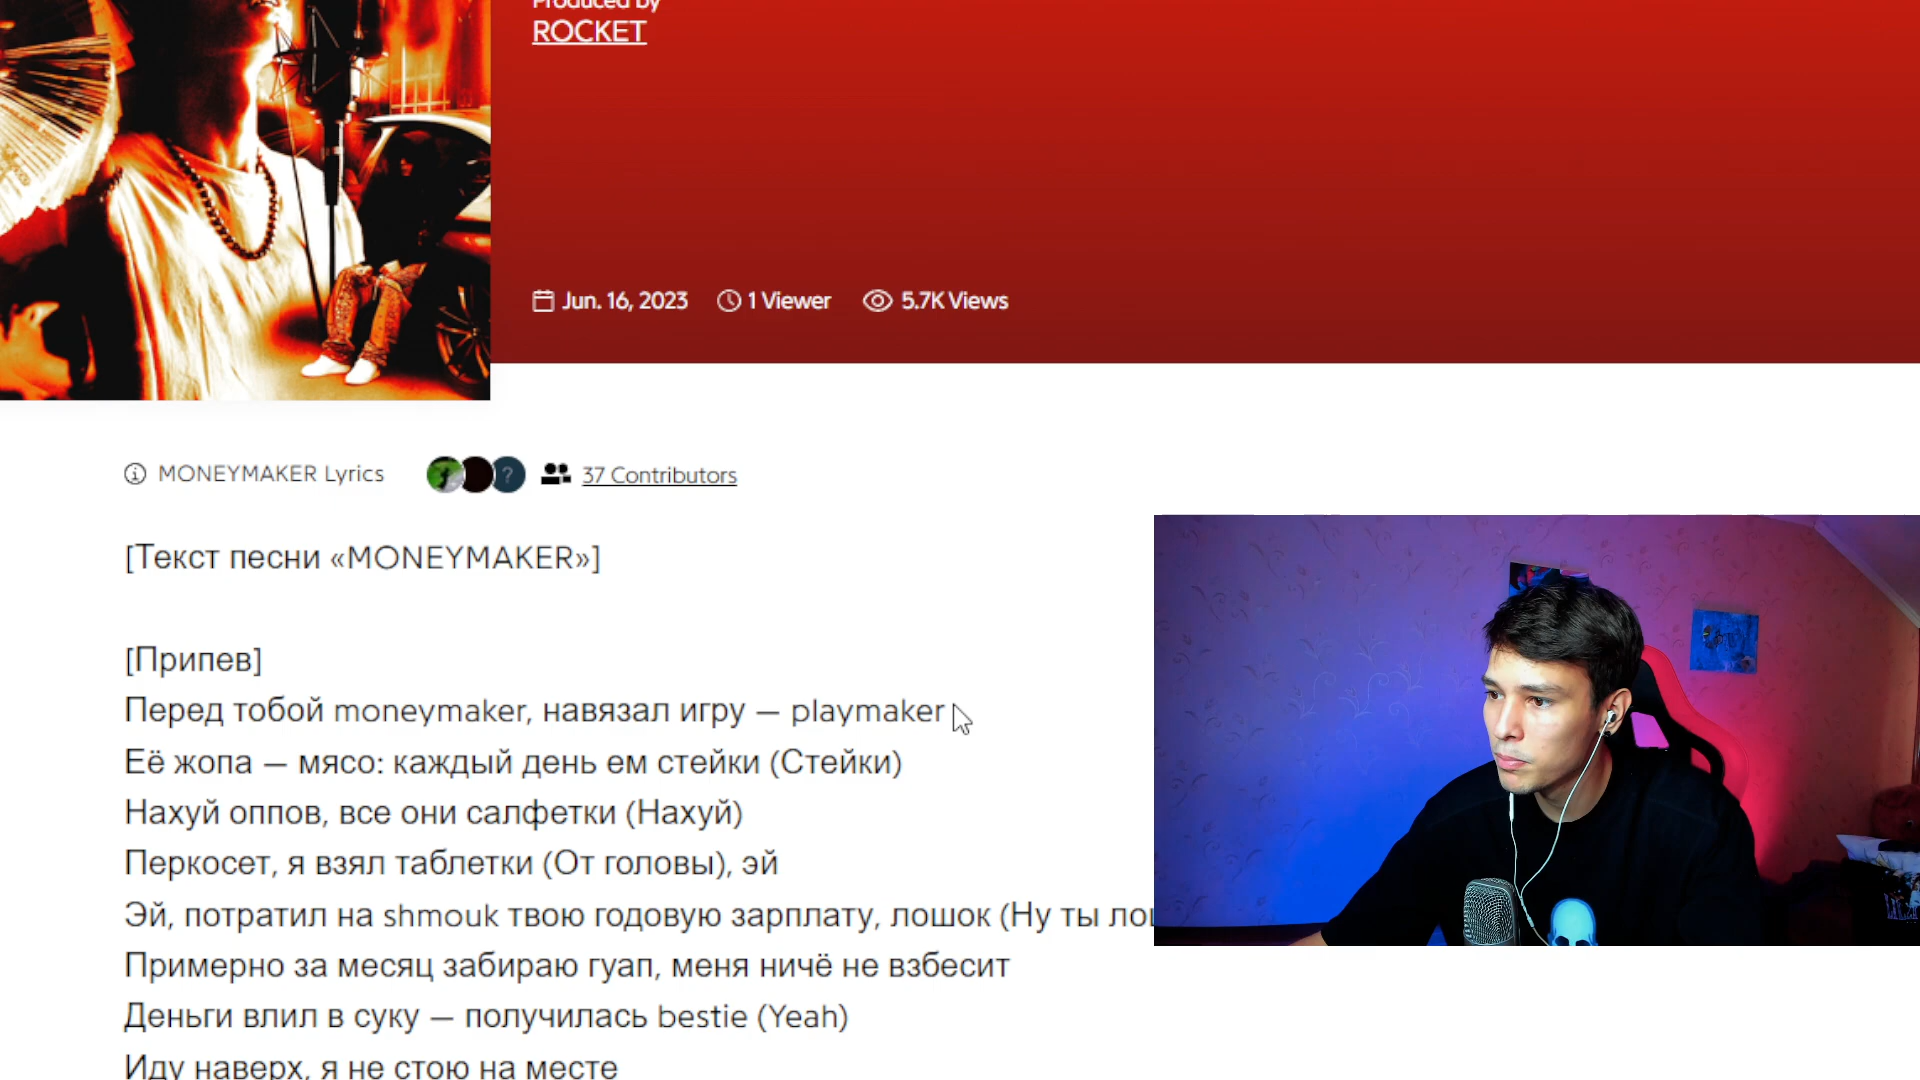 Produced by
ROCKET
Jun. 16, 2023 1 Viewer 5.7K Views
MONEYMAKER Lyrics 37 Contributors
[Текст песни «MONEYMAKER»]
[Припев]
Перед тобой moneymaker, навязал игру — playmaker
Её жопа — мясо: каждый день ем стейки (Стейки)
Нахуй оппов, все они салфетки (Нахуй)
Перкосет, я взял таблетки (От головы), эй
Эй, потратил на shmouk твою годовую зарплату, лошок (Ну ты
Примерно за месяц забираю гуап, меня ничё не взбесит
Деньги влил в суку — получилась bestie (Yeah)
Иду наверх, я не стою на месте